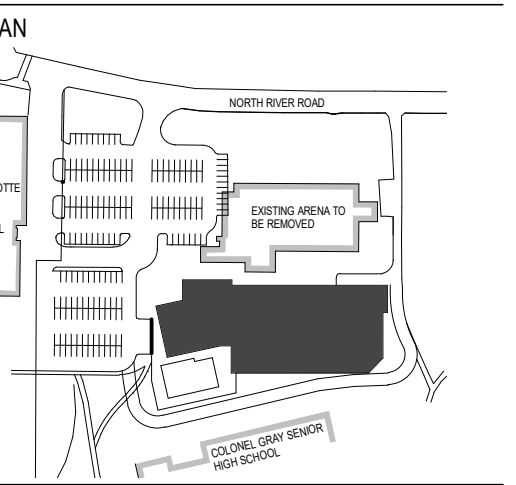 AN
NORTH RIVER ROAD
OTTE
L
EXISTING ARENA TO
BE REMOVED
COLONEL GRAY SENIOR
HIGH SCHOOL